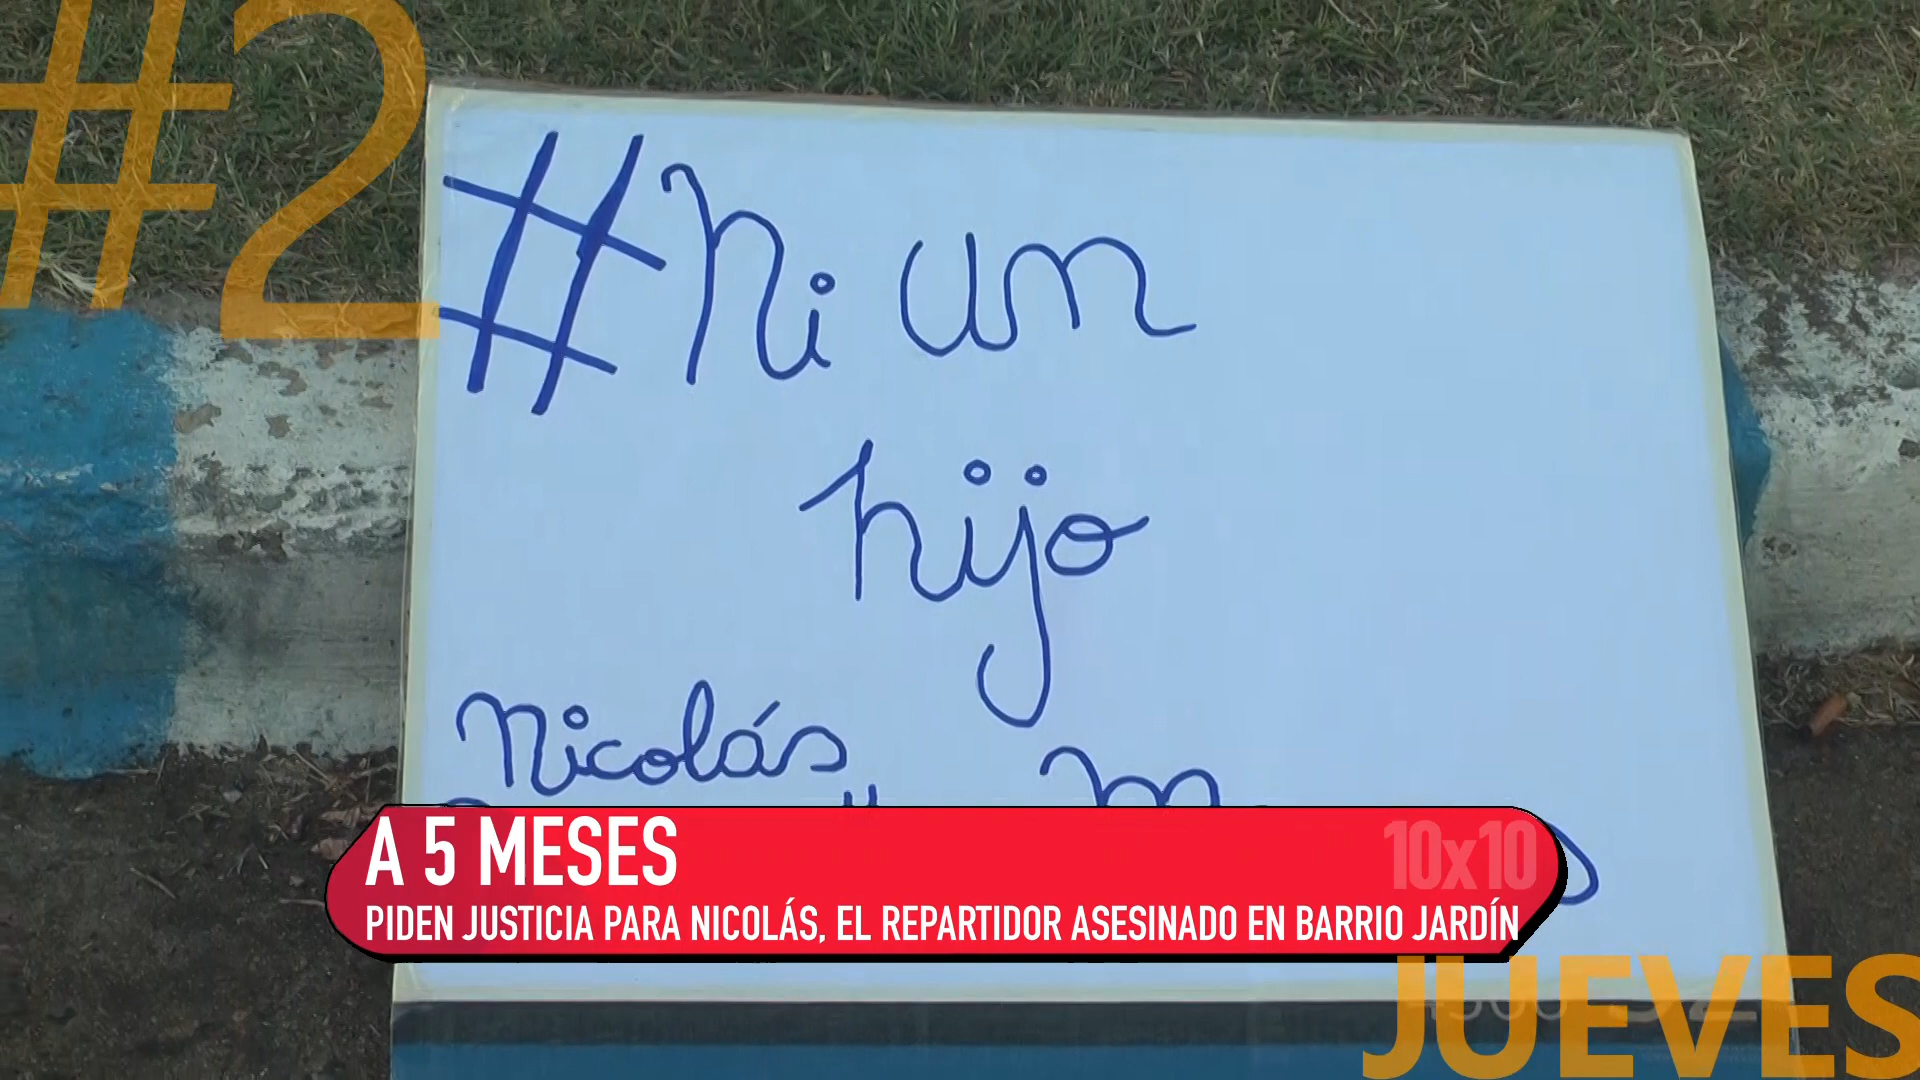 #2
#Ni un
hijo
Nicolás
A 5 MESES
10x10
PIDEN JUSTICIA PARA NICOLÁS, EL REPARTIDOR ASESINADO EN BARRIO JARDÍN
JUEVES